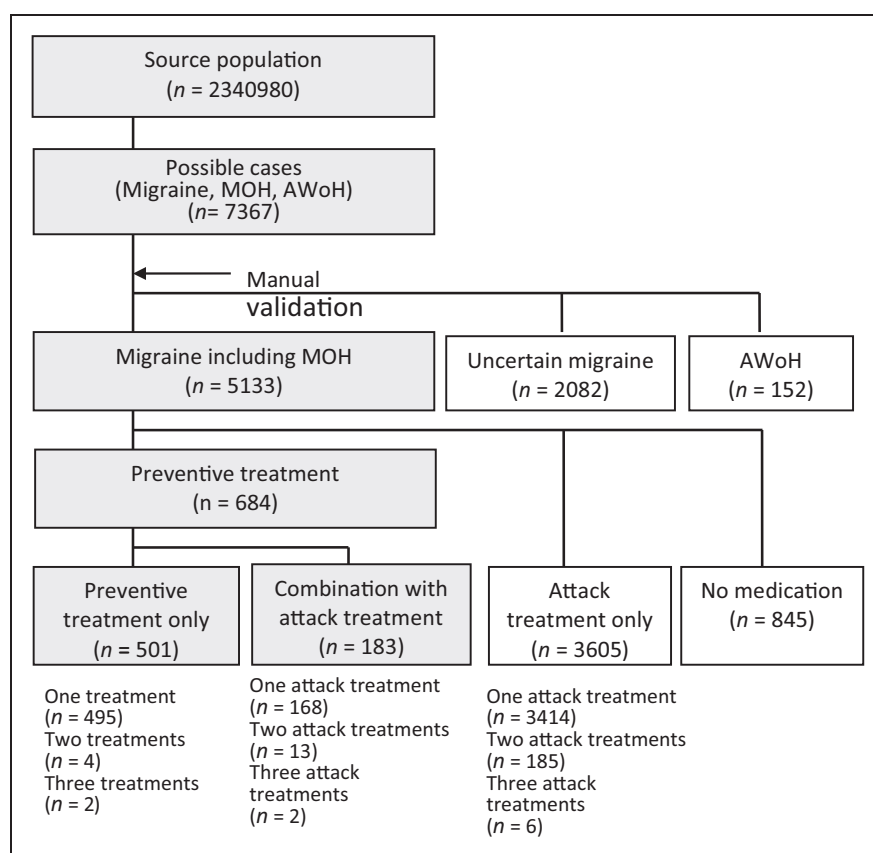 Source population
(n = 2340980)
Possible cases
(Migraine, MOH, AWoH)
(n= 7367)
Manual
validation
Migraine including MOH
(n = 5133)
Uncertain migraine
(n = 2082)
AWoH
(n = 152)
Preventive treatment
(n = 684)
Preventive
treatment only
(n = 501)
Combination with
attack treatment
(n = 183)
Attack
treatment only
(n = 3605)
No medication
(n = 845)
One treatment
(n = 495)
Two treatments
(n = 4)
Three treatments
(n = 2)
One attack treatment
(n = 168)
Two attack treatments
(n = 13)
Three attack
treatments
(n = 2)
One attack treatment
(n = 3414)
Two attack treatments
(n = 185)
Three attack
treatments
(n = 6)